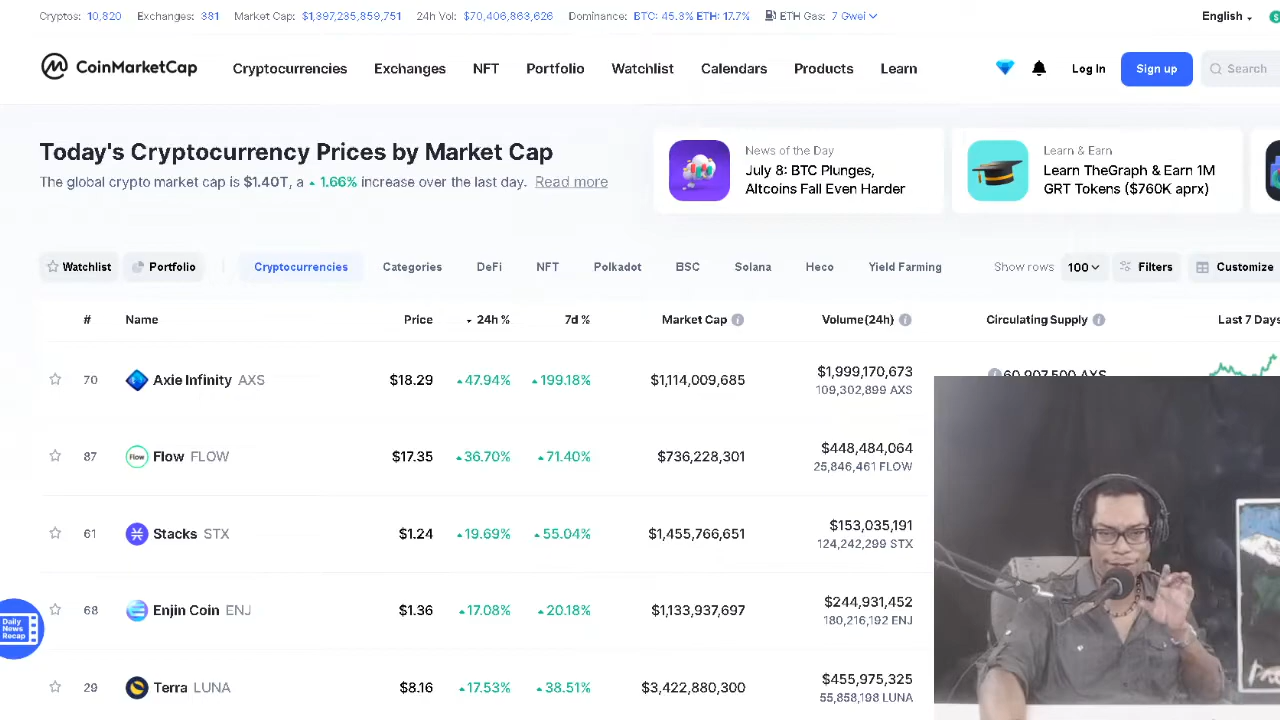 Cryptos: 10,820 Exchanges: 381 Market Cap: $1,397,235,859,751 24h Vol: $70,406,863,626 Dominance: BTC: 45.3% ETH: 17.7% ETH Gas: 7 Gwei English
CoinMarketCap Cryptocurrencies Exchanges NFT Portfolio Watchlist Calendars Products Learn Log In Sign up Search
Today's Cryptocurrency Prices by Market Cap
The global crypto market cap is $1.40T, a 1.66% increase over the last day. Read more
News of the Day
July 8: BTC Plunges,
Altcoins Fall Even Harder
Learn & Earn
Learn TheGraph & Earn 1M
GRT Tokens ($760K aprx)
Watchlist Portfolio Cryptocurrencies Categories DeFi NFT Polkadot BSC Solana Heco Yield Farming Show rows 100 Filters Customize
# Name Price 24h % 7d % Market Cap Volume(24h) Circulating Supply Last 7 Days
70 Axie Infinity AXS $18.29 47.94% 199.18% $1,114,009,685 $1,999,170,673 60,907,500 AXS
109,302,899 AXS
87 Flow FLOW $17.35 36.70% 71.40% $736,228,301 $448,484,064
25,846,461 FLOW
61 Stacks STX $1.24 19.69% 55.04% $1,455,766,651 $153,035,191
124,242,299 STX
68 Enjin Coin ENJ $1.36 17.08% 20.18% $1,133,937,697 $244,931,452
180,216,192 ENJ
Daily
News
Recap
29 Terra LUNA $8.16 17.53% 38.51% $3,422,880,300 $455,975,325
55,858,198 LUNA